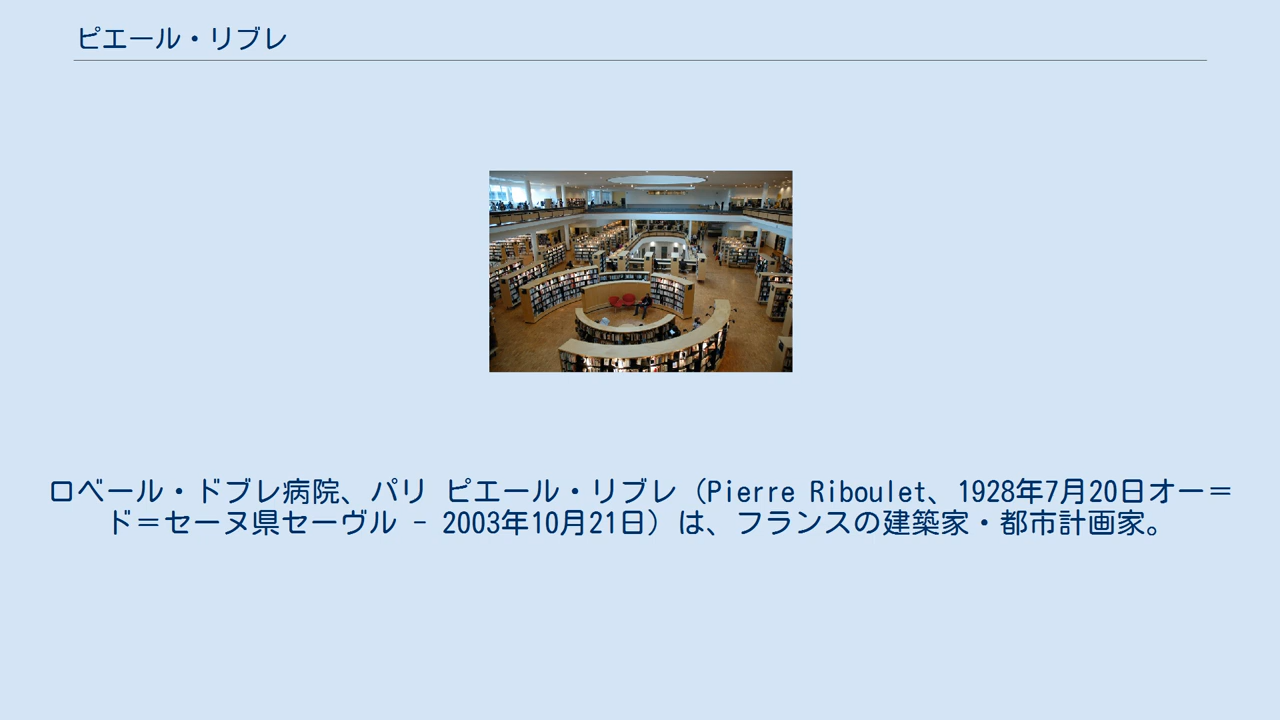 ピエール・リブレ
ロベール・ドブレ病院、パリ ピエール・リブレ（Pierre Riboulet、1928年7月20日オー＝
ド＝セーヌ県セーヴル - 2003年10月21日）は、フランスの建築家・都市計画家。